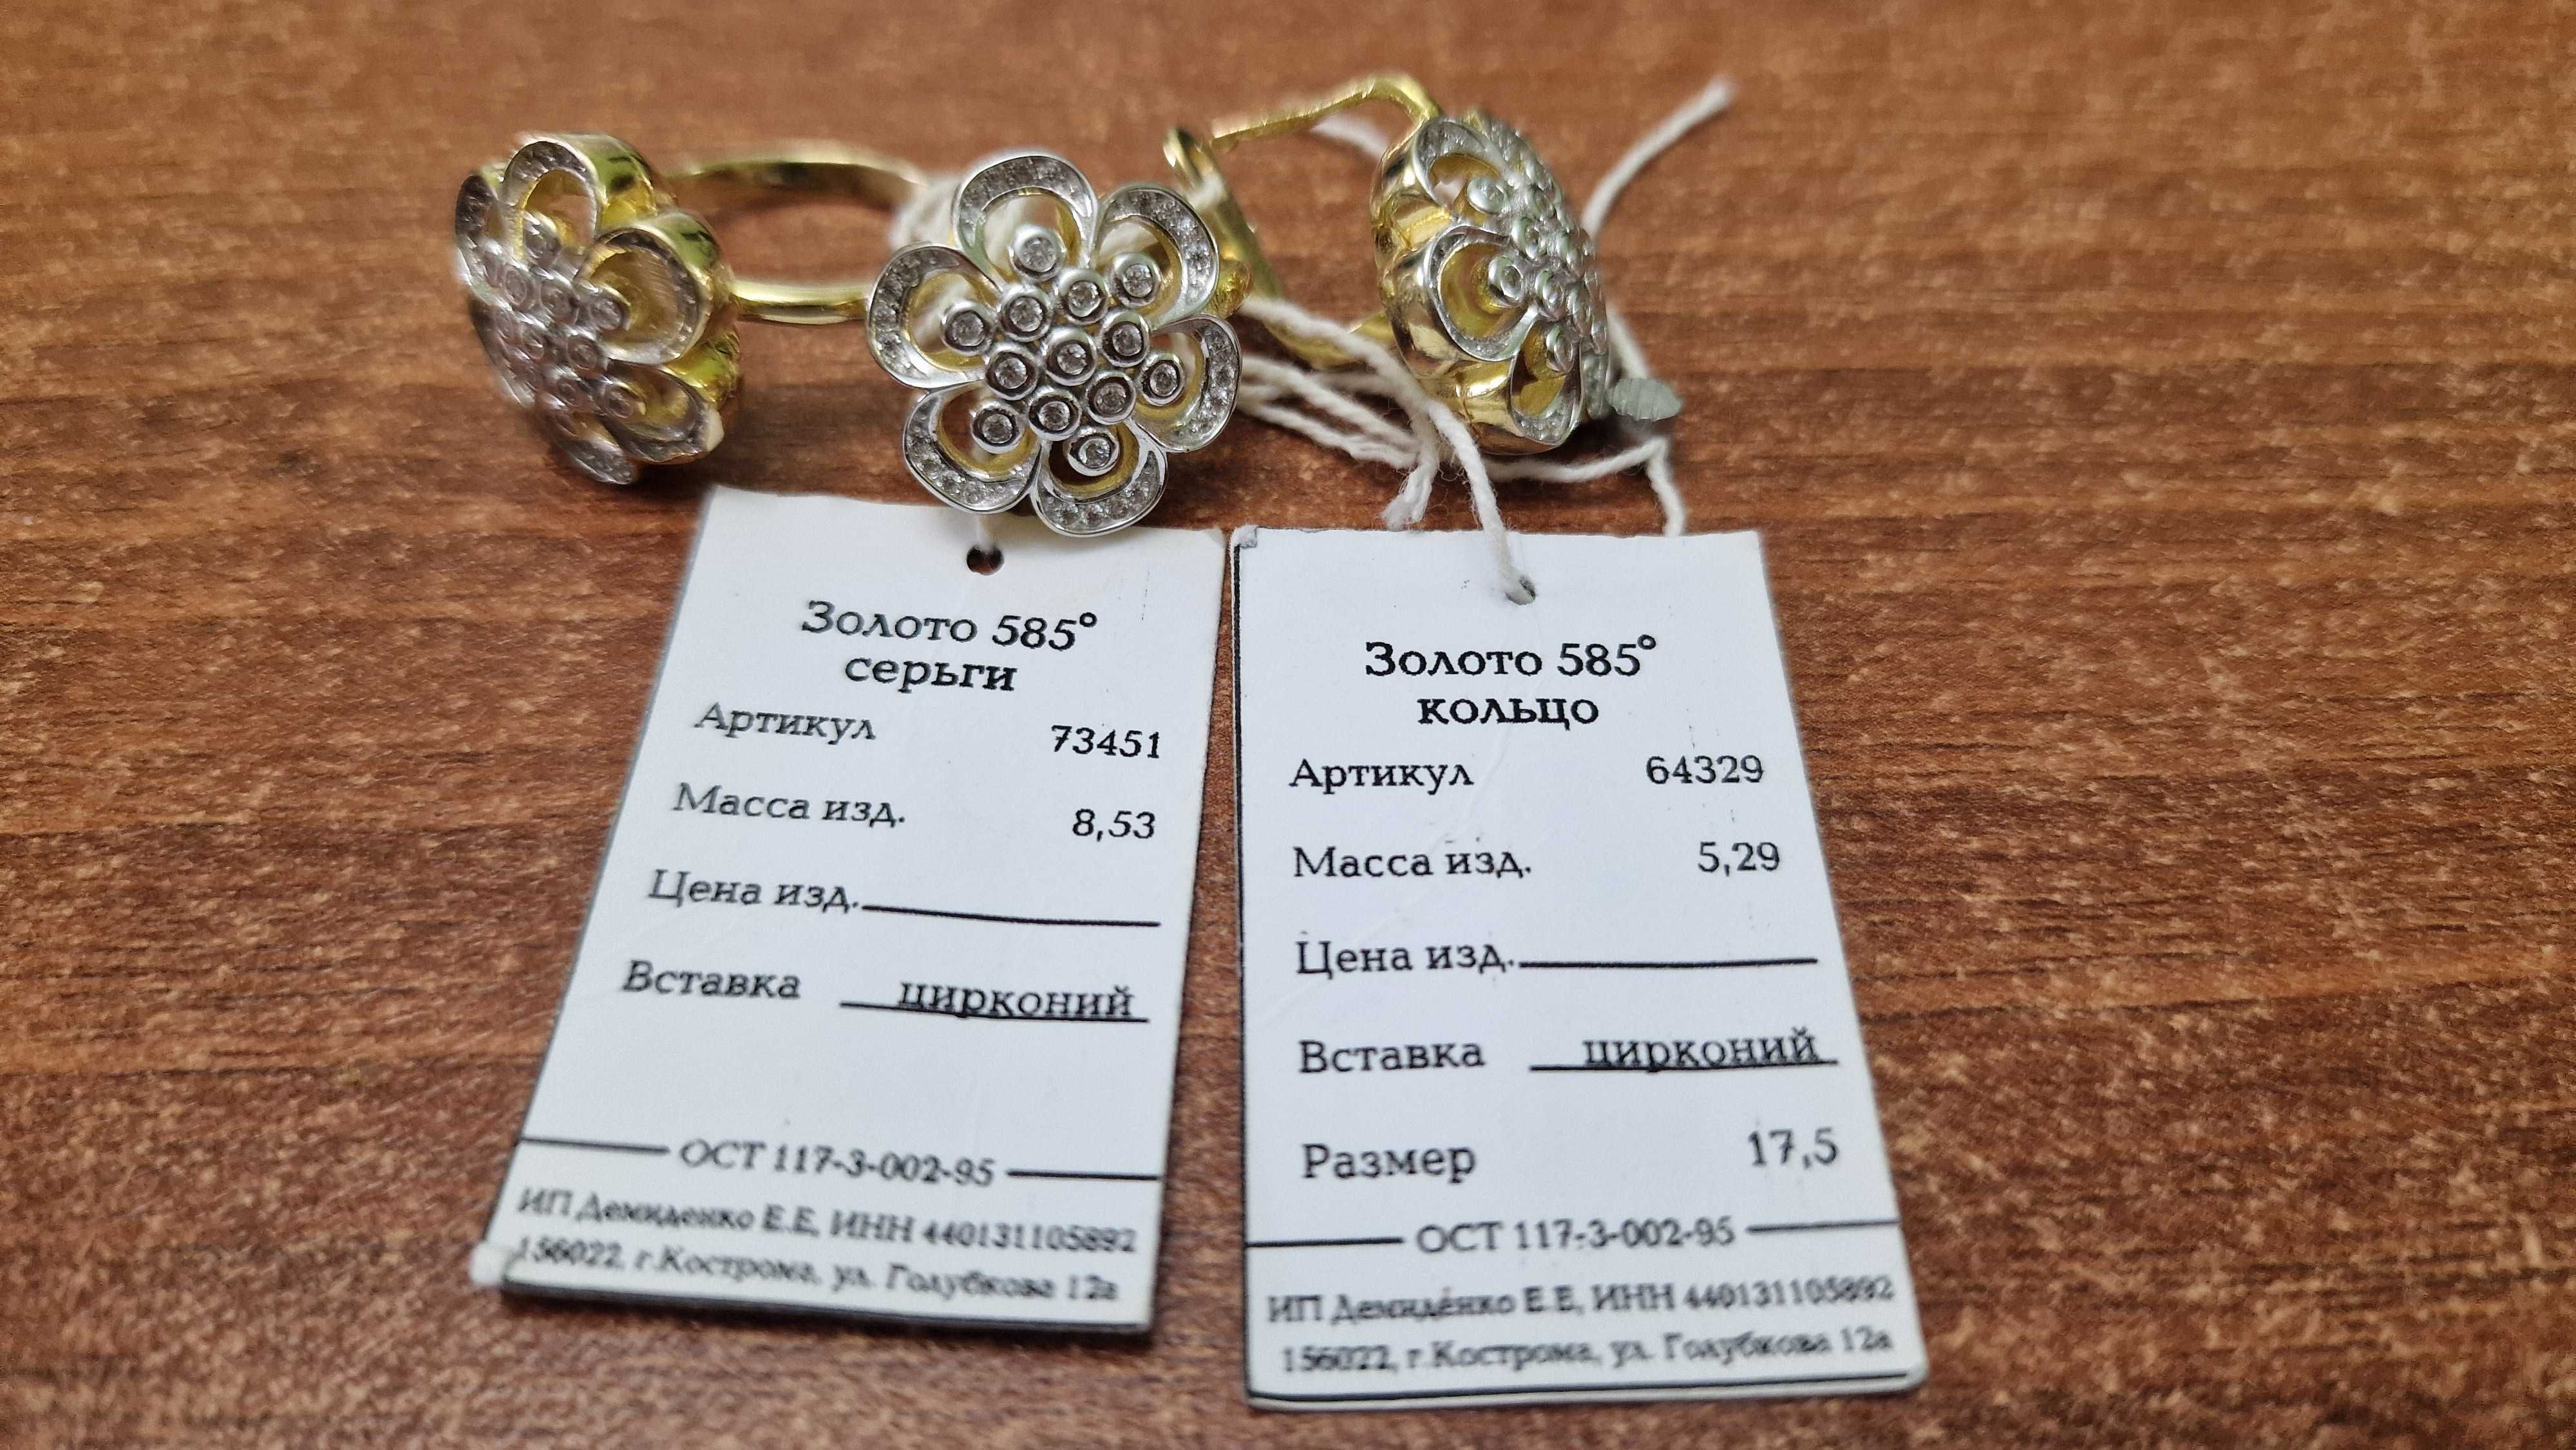 Золото 585°
серьги
Артикул 73451
Масса изд. 8,53
Цена изд.
Вставка цирконий
ОСТ 117-3-002-95
ИП Демиденко Е.Е, ИНН 440131105892
156022, г.Кострома, ул. Голубкова 12а
Золото 585°
кольцо
Артикул 64329
Масса изд. 5,29
Цена изд.
Вставка цирконий
Размер 17,5
ОСТ 117-3-002-95
ИП Демиденко Е.Е, ИНН 440131105892
156022, г.Кострома, ул. Голубкова 12а